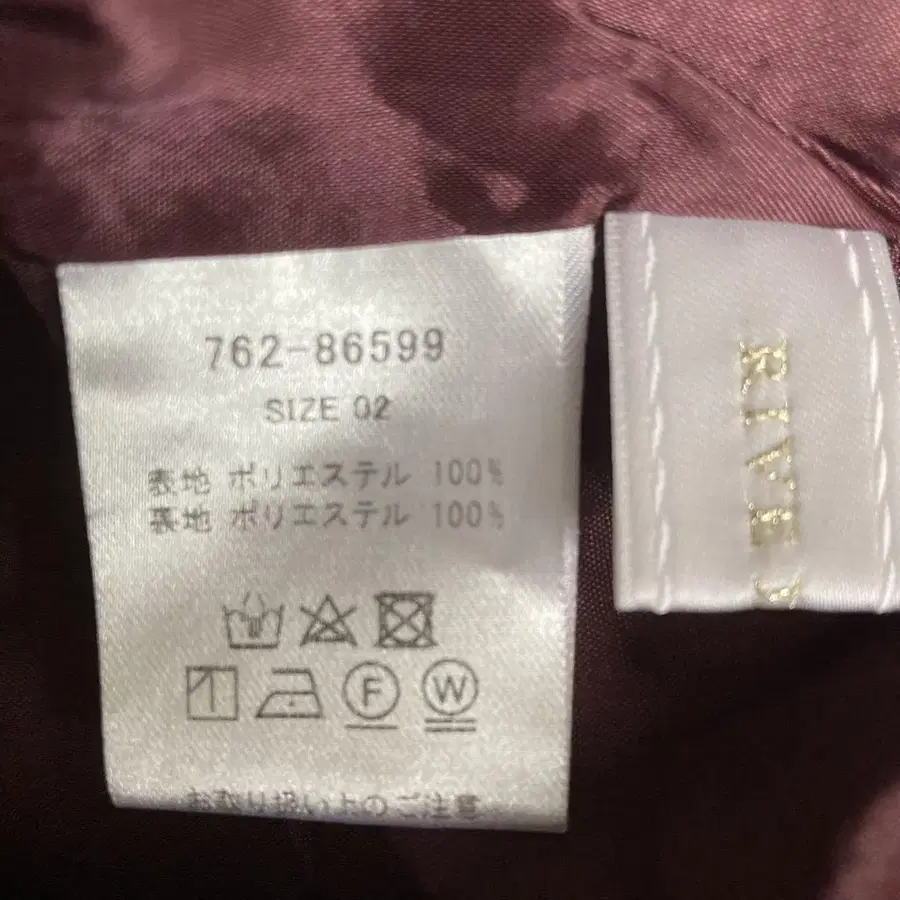 762-86599
SIZE 02
表地 ポリエステル 100%
裏地 ポリエステル 100%
F W
お取り扱い上のご注意
RIVE